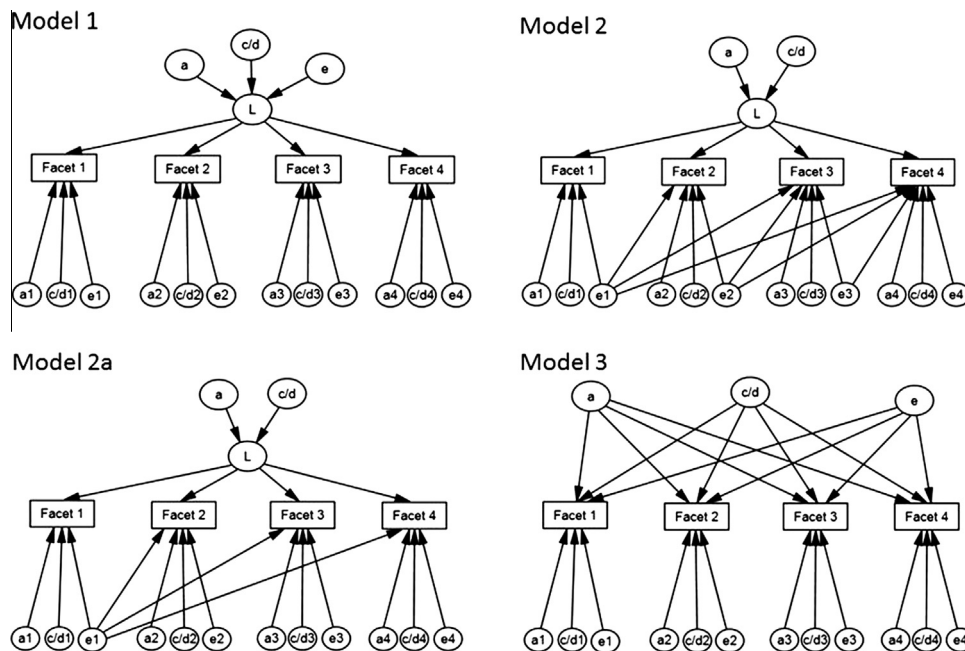 Model 1
a c/d e
L
Facet 1 Facet 2 Facet 3 Facet 4
a1 c/d1 e1 a2 c/d2 e2 a3 c/d3 e3 a4 c/d4 e4
Model 2
a c/d
L
Facet 1 Facet 2 Facet 3 Facet 4
a1 c/d1 e1 a2 c/d2 e2 a3 c/d3 e3 a4 c/d4 e4
Model 2a
a c/d
L
Facet 1 Facet 2 Facet 3 Facet 4
a1 c/d1 e1 a2 c/d2 e2 a3 c/d3 e3 a4 c/d4 e4
Model 3
a c/d e
Facet 1 Facet 2 Facet 3 Facet 4
a1 c/d1 e1 a2 c/d2 e2 a3 c/d3 e3 a4 c/d4 e4